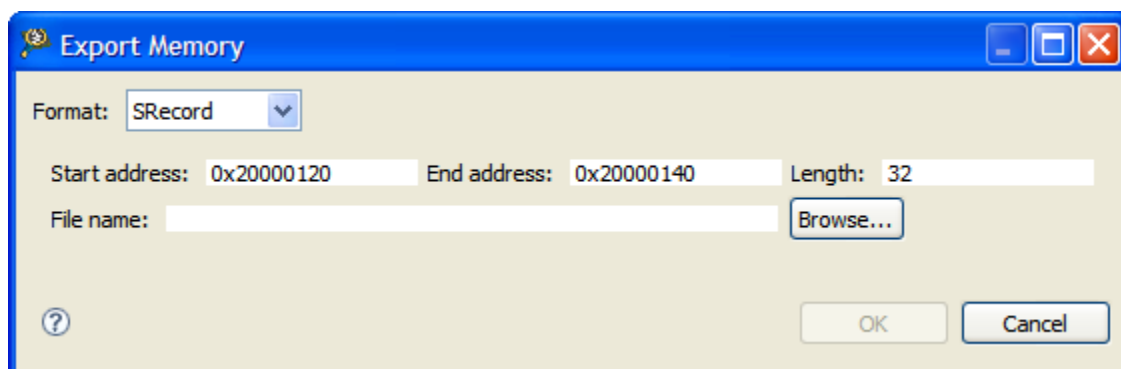 Export Memory
Format: SRecord
Start address: 0x20000120 End address: 0x20000140 Length: 32
File name: Browse...
? OK Cancel